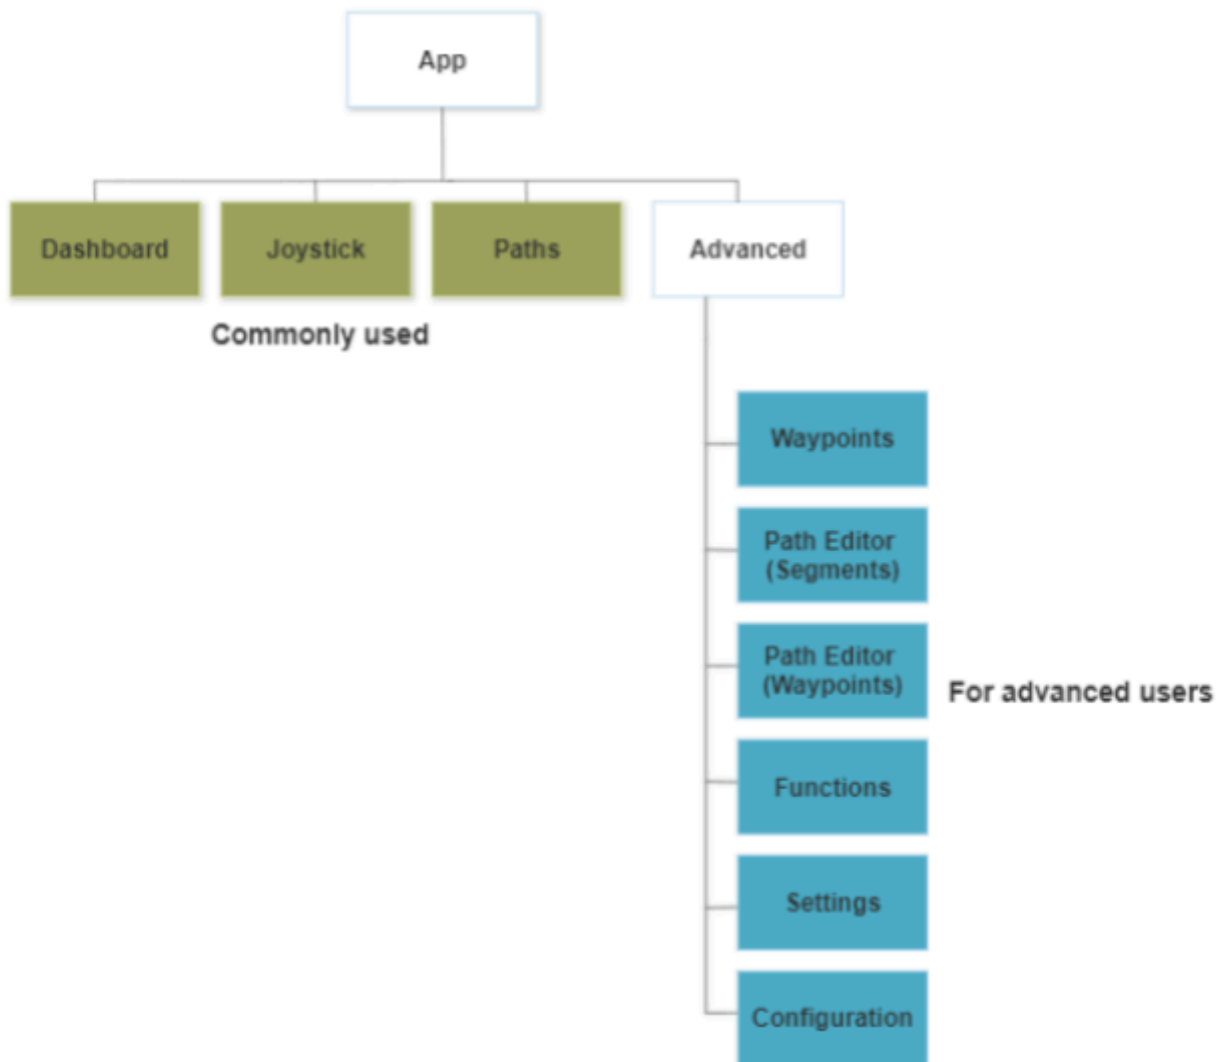 App
Dashboard
Joystick
Paths
Advanced
Commonly used
Waypoints
Path Editor
(Segments)
Path Editor
(Waypoints)
For advanced users
Functions
Settings
Configuration